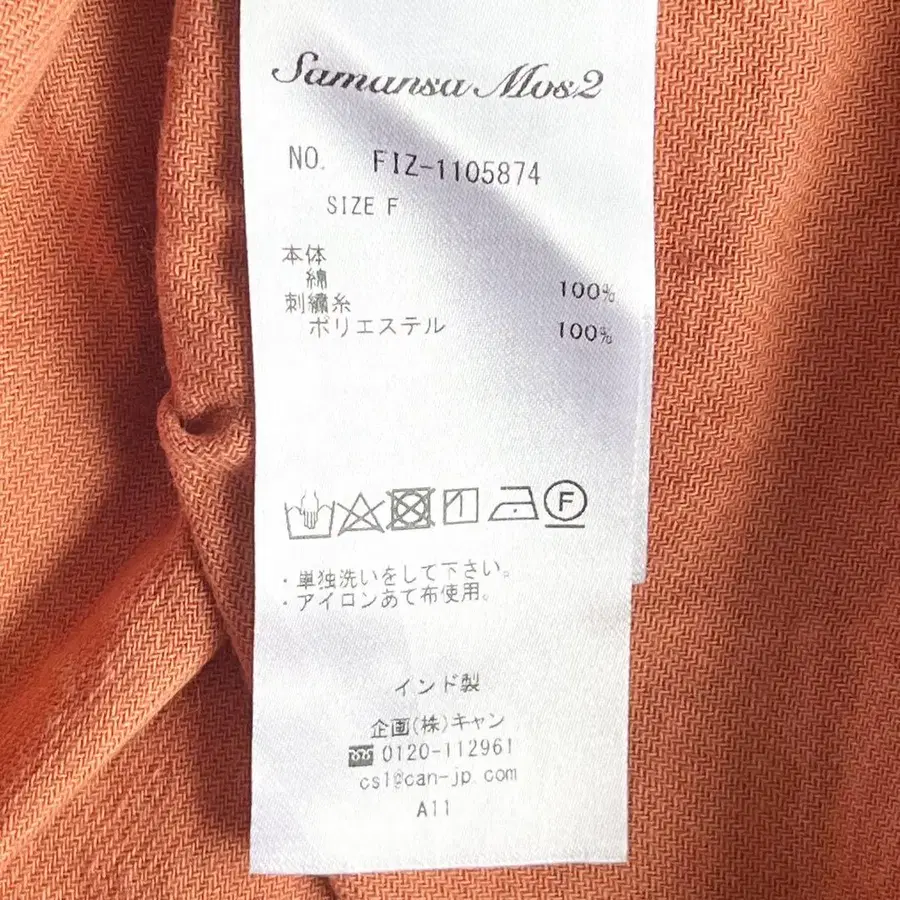 Samansa Mos2
NO. FIZ-1105874
SIZE F
本体
綿 100%
刺繍糸
ポリエステル 100%
F
・単独洗いをして下さい。
・アイロンあて布使用。
インド製
企画(株)キャン
0120-112961
cs1@can-jp.com
A11